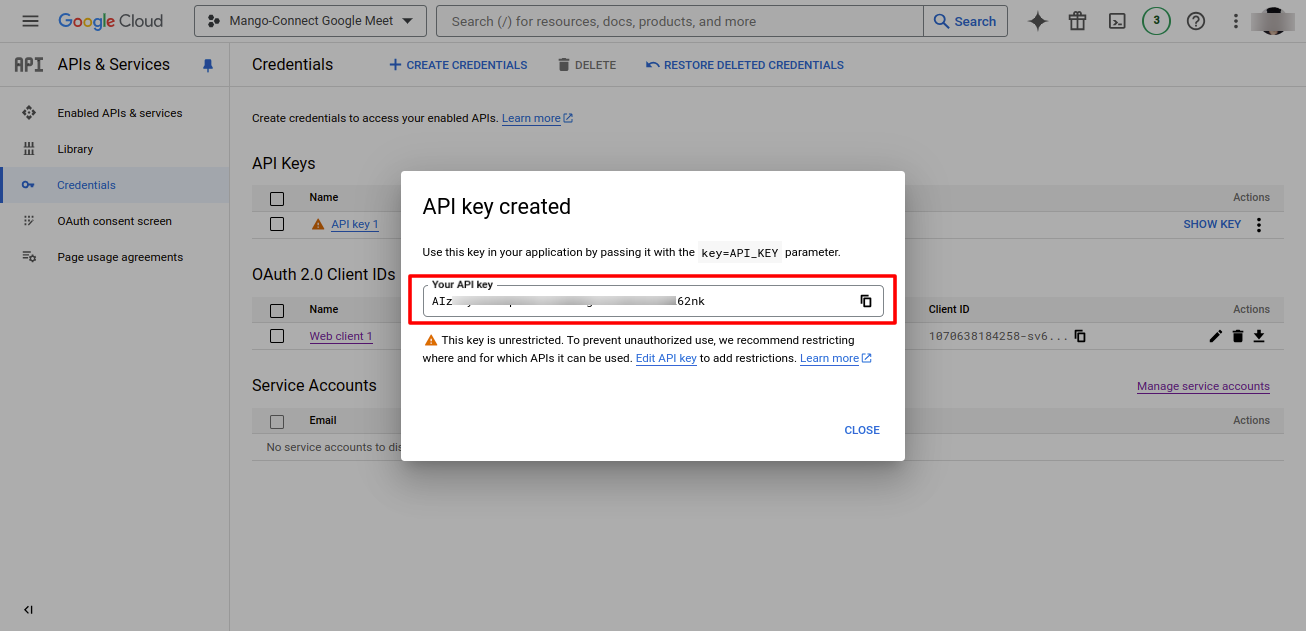 Google Cloud
Mango-Connect Google Meet
Search (/) for resources, docs, products, and more
Search
3
API
APIs & Services
Credentials
CREATE CREDENTIALS
DELETE
RESTORE DELETED CREDENTIALS
Enabled APIs & services
Library
Credentials
OAuth consent screen
Page usage agreements
Create credentials to access your enabled APIs. Learn more
API Keys
Name
Actions
API key 1
SHOW KEY
OAuth 2.0 Client IDs
Name
Client ID
Actions
Web client 1
1070638184258-sv6...
Service Accounts
Manage service accounts
Email
Actions
No service accounts to dis
API key created
Use this key in your application by passing it with the key=API_KEY parameter.
Your API key
AIz 62nk
This key is unrestricted. To prevent unauthorized use, we recommend restricting
where and for which APIs it can be used. Edit API key to add restrictions. Learn more
CLOSE